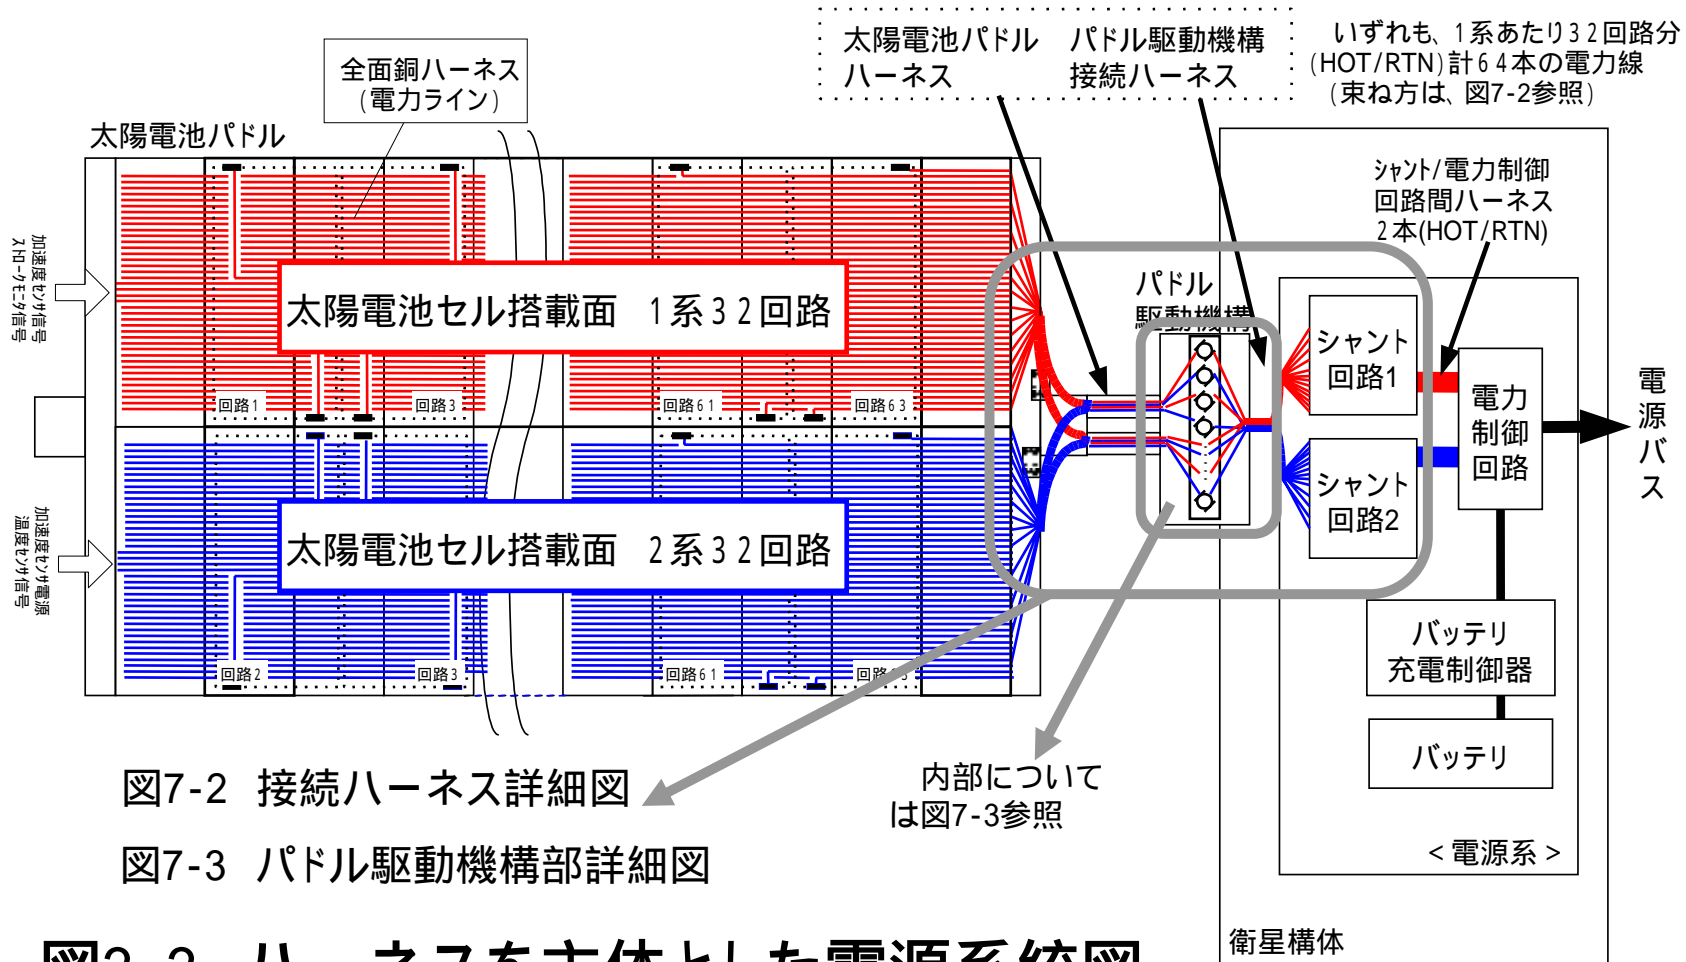 太陽電池パドル
ハーネス
パドル駆動機構
接続ハーネス
いずれも、1系あたり32回路分
(HOT/RTN)計64本の電力線
(束ね方は、図7-2参照)
全面銅ハーネス
(電力ライン)
太陽電池パドル
シャント/電力制御
回路間ハーネス
2本(HOT/RTN)
加速度センサ信号
ストロークモニタ信号
太陽電池セル搭載面 1系32回路
回路1
回路3
回路61
回路63
パドル
駆動機構
シャント
回路1
電力
制御
回路
電源バス
シャント
回路2
加速度センサ電源
温度センサ信号
太陽電池セル搭載面 2系32回路
回路2
回路3
回路61
バッテリ
充電制御器
バッテリ
図7-2 接続ハーネス詳細図
内部について
は図7-3参照
図7-3 パドル駆動機構部詳細図
<電源系>
衛星構体